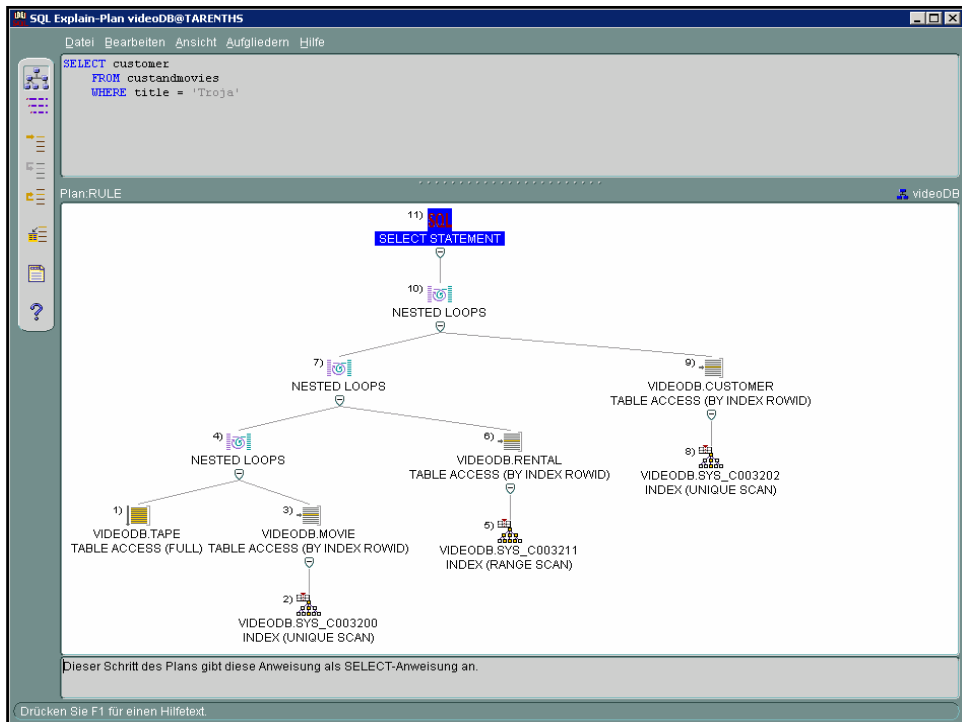 SQL Explain-Plan videoDB@TARENTHS
Datei Bearbeiten Ansicht Aufgliedern Hilfe
SELECT customer
FROM custandmovies
WHERE title = 'Troja'
Plan:RULE
videoDB
11)
SQL
SELECT STATEMENT
10)
NESTED LOOPS
7)
NESTED LOOPS
9)
VIDEODB.CUSTOMER
TABLE ACCESS (BY INDEX ROWID)
4)
NESTED LOOPS
6)
VIDEODB.RENTAL
TABLE ACCESS (BY INDEX ROWID)
8)
VIDEODB.SYS_C003202
INDEX (UNIQUE SCAN)
1)
VIDEODB.TAPE
TABLE ACCESS (FULL)
3)
VIDEODB.MOVIE
TABLE ACCESS (BY INDEX ROWID)
5)
VIDEODB.SYS_C003211
INDEX (RANGE SCAN)
2)
VIDEODB.SYS_C003200
INDEX (UNIQUE SCAN)
Dieser Schritt des Plans gibt diese Anweisung als SELECT-Anweisung an.
Drücken Sie F1 für einen Hilfetext.